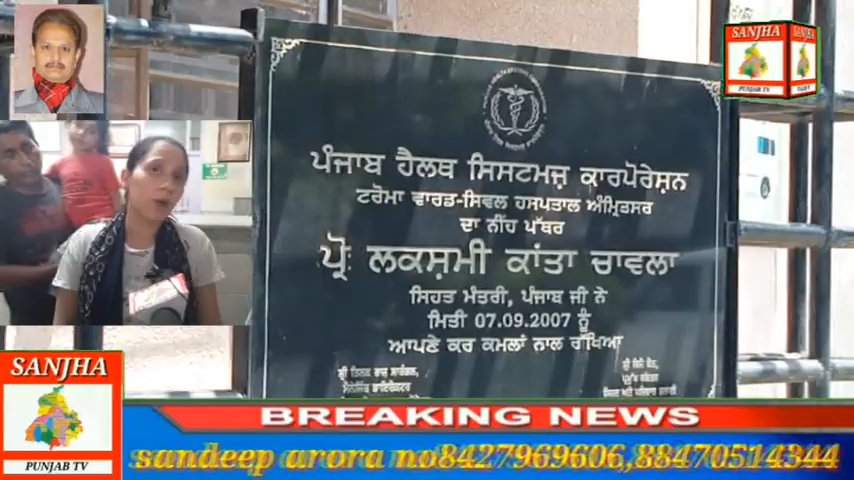 SANJHA
PUNJAB TV
ਪੰਜਾਬ ਹੈਲਥ ਸਿਸਟਮਜ਼ ਕਾਰਪੋਰੇਸ਼ਨ
ਟਰੋਮਾ ਵਾਰਡ-ਸਿਵਲ ਹਸਪਤਾਲ ਅੰਮ੍ਰਿਤਸਰ
ਦਾ ਨੀਂਹ ਪੱਥਰ
ਪ੍ਰੋ. ਲਕਸ਼ਮੀ ਕਾਂਤਾ ਚਾਵਲਾ
ਸਿਹਤ ਮੰਤਰੀ, ਪੰਜਾਬ ਜੀ ਨੇ
ਮਿਤੀ 07.09.2007 ਨੂੰ
ਆਪਣੇ ਕਰ ਕਮਲਾਂ ਨਾਲ ਰੱਖਿਆ
SANJHA
PUNJAB TV
BREAKING NEWS
sandeep arora no8427969606,8847051434